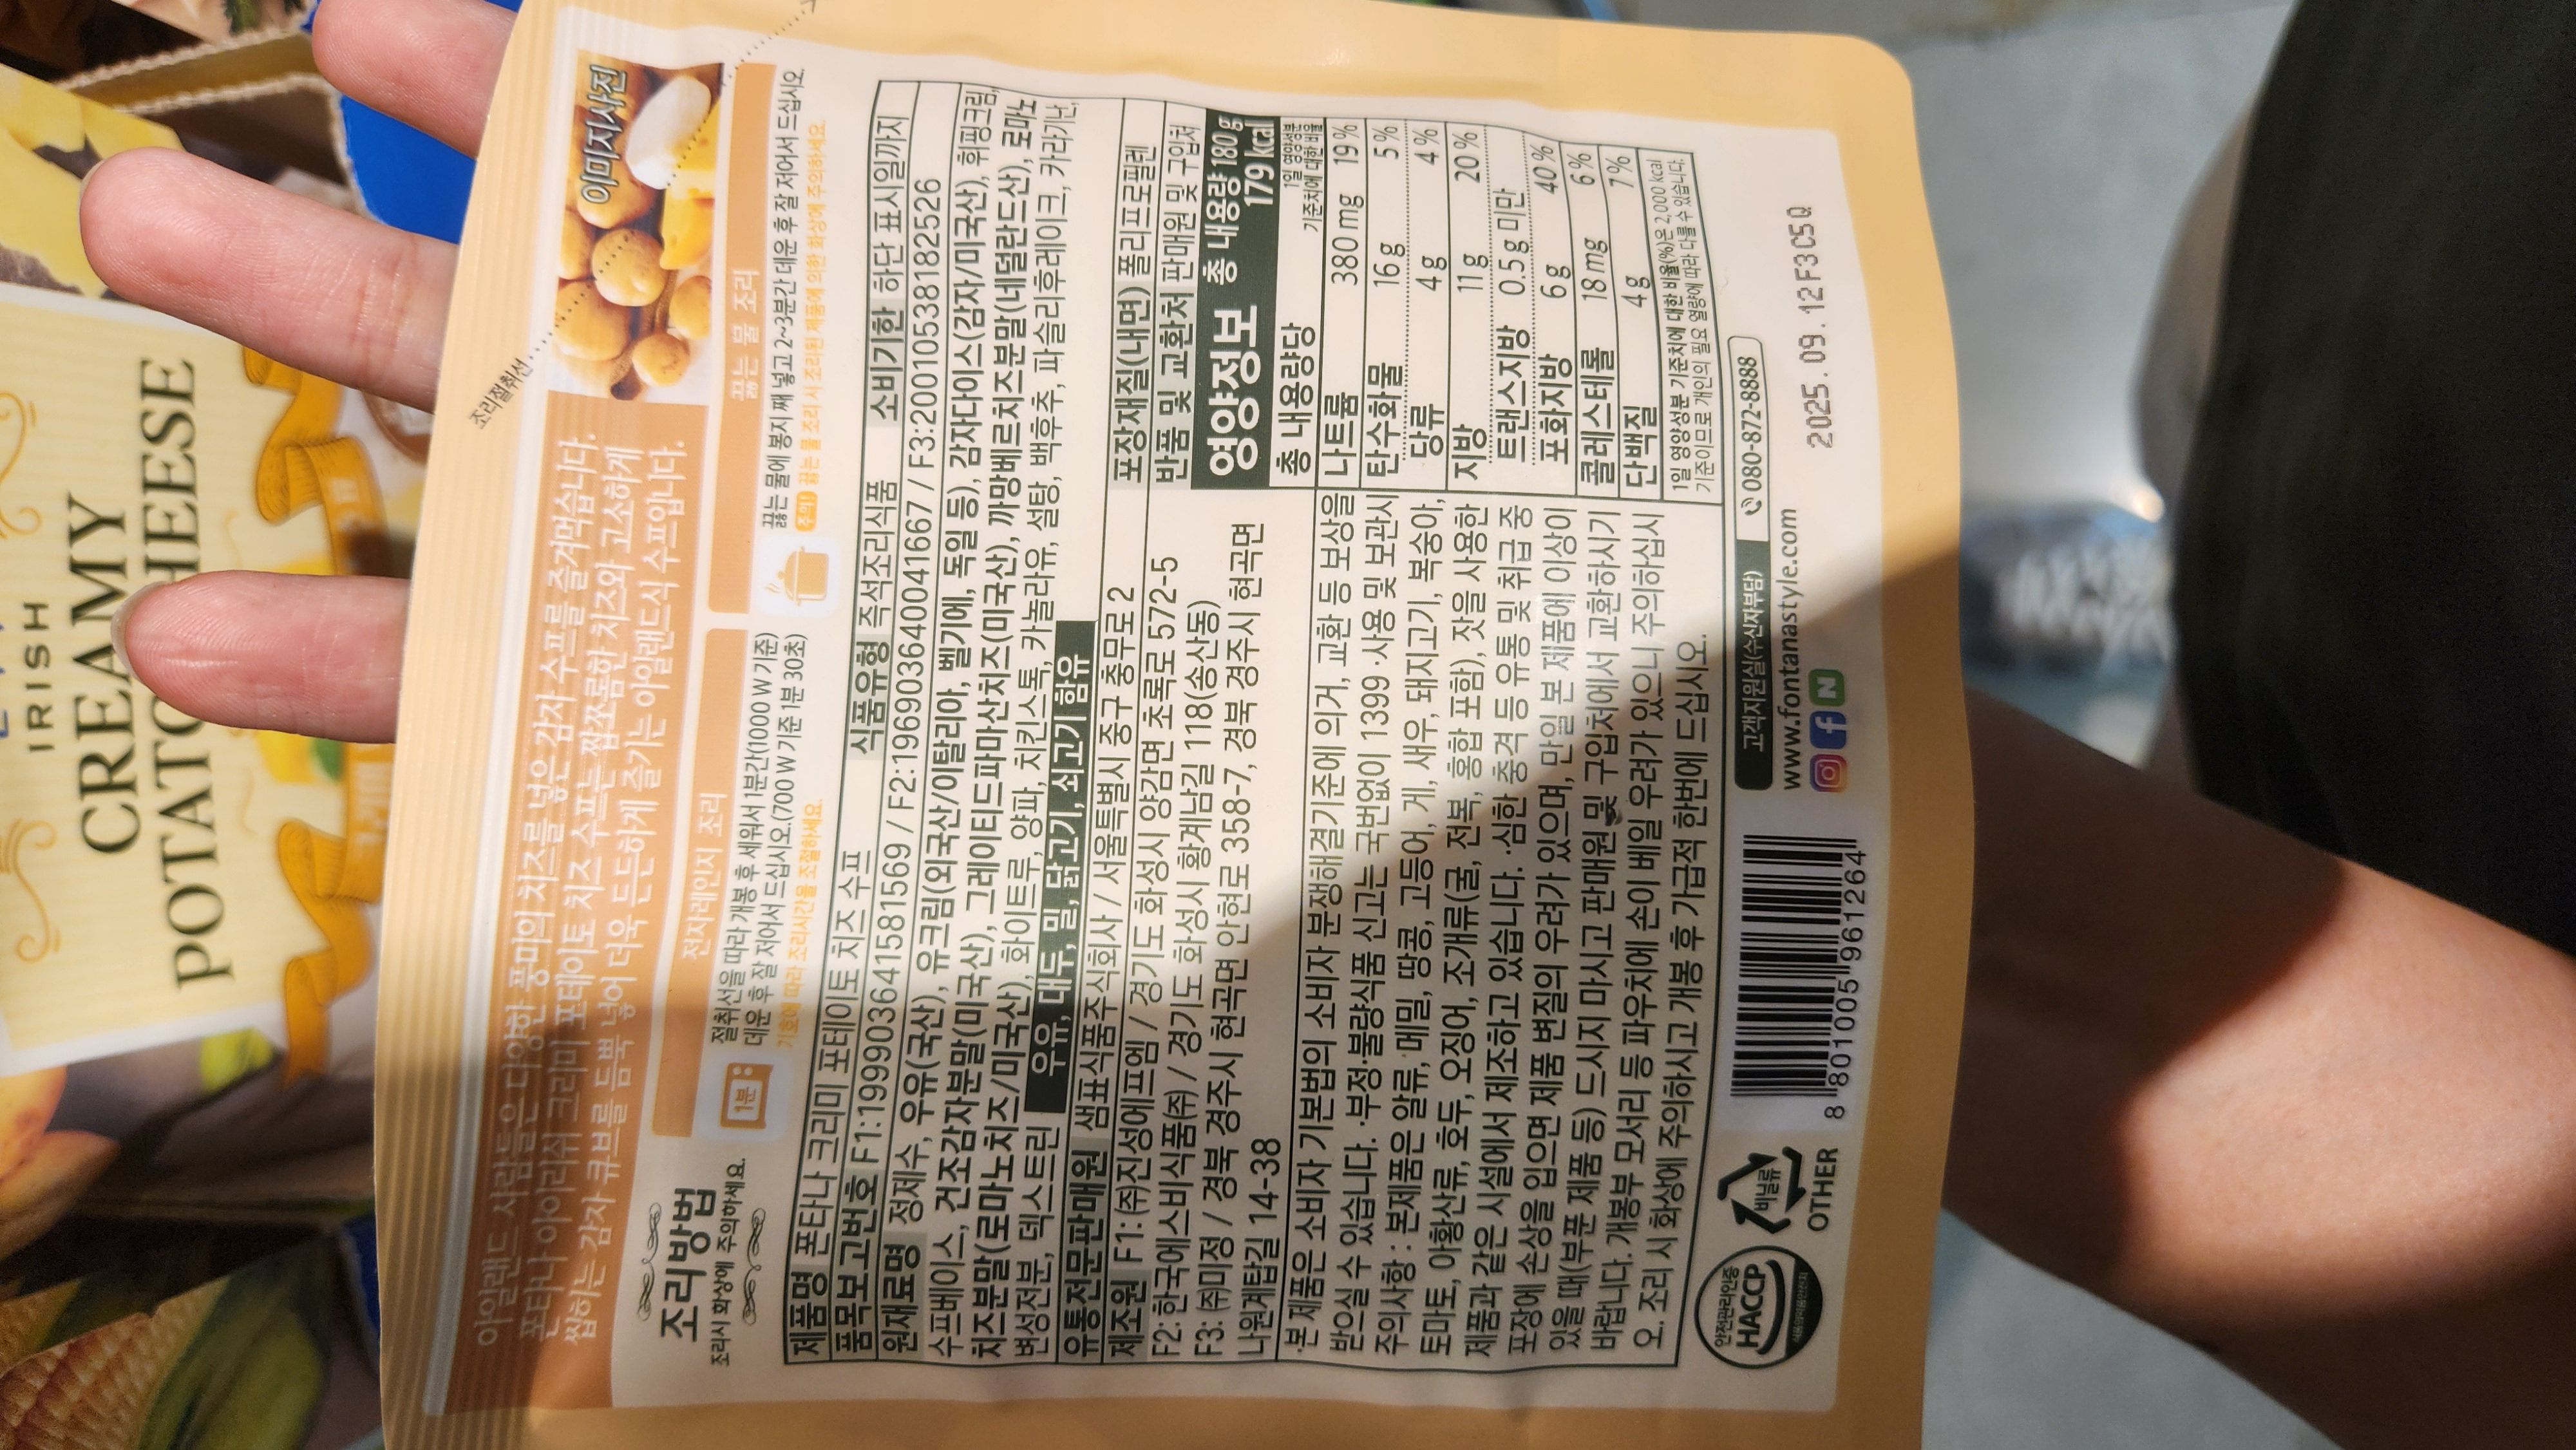 IRISH
CREAMY
POTATO CHEESE
조리절취선
아일랜드 사람들은 다양한 풍미의 치즈를 넣은 감자 수프를 즐겨먹습니다.
폰타나 아이리쉬 크리미 포테이토 치즈 수프는 짭쪼롬한 치즈와 고소하게
씹히는 감자 큐브를 듬뿍 넣어 더욱 든든하게 즐기는 아일랜드식 수프입니다.
이미지사진
조리방법
조리시 화상에 주의하세요.
전자레인지 조리
1분
절취선을 따라 개봉 후 세워서 1분간(1000 W 기준)
데운 후 잘 저어서 드십시오.(700 W 기준 1분 30초)
기호에 따라 조리시간을 조절하세요.
끓는 물 조리
끓는 물에 봉지 째 넣고 2~3분간 데운 후 잘 저어서 드십시오.
주의! 끓는 물 조리 시 조리된 제품에 의한 화상에 주의하세요.
제품명 폰타나 크리미 포테이토 치즈 수프 식품유형 즉석조리식품 소비기한 하단 표시일까지
품목보고번호 F1:199903641581569 / F2:196903640041667 / F3:20010538182526
원재료명 정제수, 우유(국산), 유크림(외국산/이탈리아, 벨기에, 독일 등), 감자다이스(감자/미국산), 휘핑크림,
수프베이스, 건조감자분말(미국산), 그레이티드파마산치즈(미국산), 까망베르치즈분말(네덜란드산), 로마노
치즈분말(로마노치즈/미국산), 화이트루, 양파, 치킨스톡, 카놀라유, 설탕, 백후추, 파슬리후레이크, 카라기난,
변성전분, 덱스트린 우유, 대두, 밀, 닭고기, 쇠고기 함유
유통전문판매원 샘표식품주식회사 / 서울특별시 중구 충무로 2
제조원 F1: ㈜진성에프엠 / 경기도 화성시 양감면 초록로 572-5
F2: 한국에스비식품㈜ / 경기도 화성시 황계남길 118(송산동)
F3: ㈜미정 / 경북 경주시 현곡면 안현로 358-7, 경북 경주시 현곡면
나원계탑길 14-38
포장재질(내면) 폴리프로필렌
반품 및 교환처 판매원 및 구입처
·본 제품은 소비자 기본법의 소비자 분쟁해결기준에 의거, 교환 등 보상을
받으실 수 있습니다. ·부정·불량식품 신고는 국번없이 1399 ·사용 및 보관시
주의사항 : 본제품은 알류, 메밀, 땅콩, 고등어, 게, 새우, 돼지고기, 복숭아,
토마토, 아황산류, 호두, 오징어, 조개류(굴, 전복, 홍합 포함), 잣을 사용한
제품과 같은 시설에서 제조하고 있습니다. ·심한 충격 등 유통 및 취급 중
포장에 손상을 입으면 제품 변질의 우려가 있으며, 만일 본 제품에 이상이
있을 때(부푼 제품 등) 드시지 마시고 판매원 및 구입처에서 교환하시기
바랍니다. 개봉부 모서리 등 파우치에 손이 베일 우려가 있으니 주의하십시
오. 조리 시 화상에 주의하시고 개봉 후 가급적 한번에 드십시오.
영양정보 총 내용량 180 g
179 kcal
총 내용량당 1일 영양성분
기준치에 대한 비율
나트륨 380 mg 19 %
탄수화물 16 g 5 %
당류 4 g 4 %
지방 11 g 20 %
트랜스지방 0.5 g 미만
포화지방 6 g 40 %
콜레스테롤 18 mg 6 %
단백질 4 g 7 %
1일 영양성분 기준치에 대한 비율(%)은 2,000 kcal
기준이므로 개인의 필요 열량에 따라 다를 수 있습니다.
안전관리인증
HACCP
식품의약품안전처
비닐류
OTHER
8 801005 961264
고객지원실(수신자부담) 080-872-8888
www.fontanastyle.com
N
2025.09.12F3C5Q